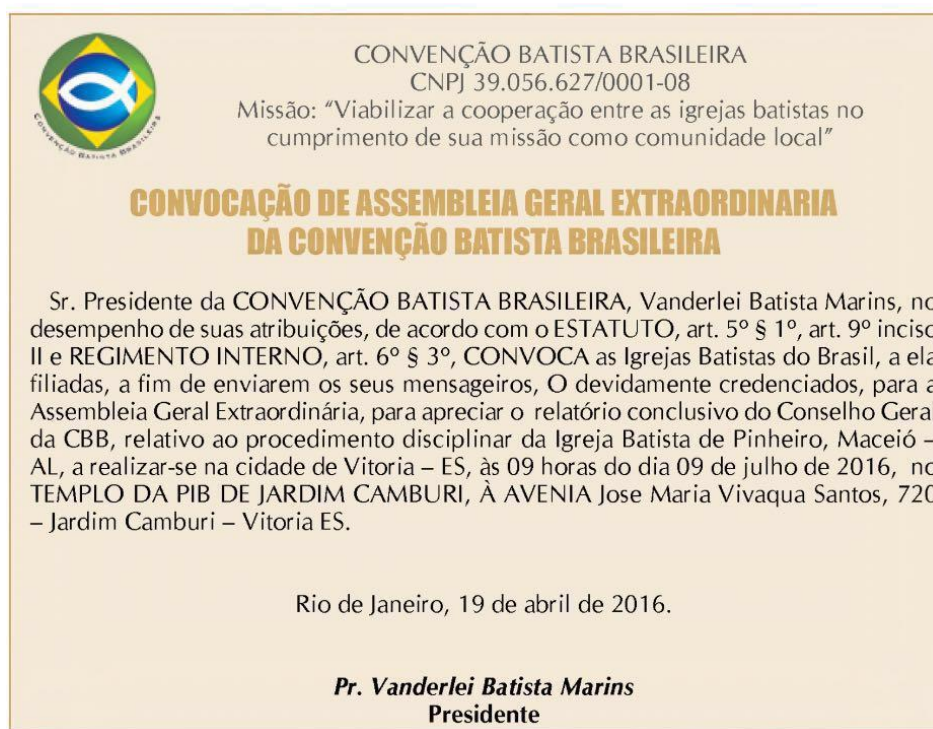 CONVENÇÃO BATISTA BRASILEIRA
CONVENÇÃO BATISTA BRASILEIRA
CNPJ 39.056.627/0001-08
Missão: “Viabilizar a cooperação entre as igrejas batistas no
cumprimento de sua missão como comunidade local”
CONVOCAÇÃO DE ASSEMBLEIA GERAL EXTRAORDINARIA
DA CONVENÇÃO BATISTA BRASILEIRA
Sr. Presidente da CONVENÇÃO BATISTA BRASILEIRA, Vanderlei Batista Marins, no
desempenho de suas atribuições, de acordo com o ESTATUTO, art. 5º § 1º, art. 9º inciso
II e REGIMENTO INTERNO, art. 6º § 3º, CONVOCA as Igrejas Batistas do Brasil, a ela
filiadas, a fim de enviarem os seus mensageiros, O devidamente credenciados, para a
Assembleia Geral Extraordinária, para apreciar o relatório conclusivo do Conselho Geral
da CBB, relativo ao procedimento disciplinar da Igreja Batista de Pinheiro, Maceió –
AL, a realizar-se na cidade de Vitoria – ES, às 09 horas do dia 09 de julho de 2016, no
TEMPLO DA PIB DE JARDIM CAMBURI, À AVENIA Jose Maria Vivaqua Santos, 720
– Jardim Camburi – Vitoria ES.
Rio de Janeiro, 19 de abril de 2016.
Pr. Vanderlei Batista Marins
Presidente